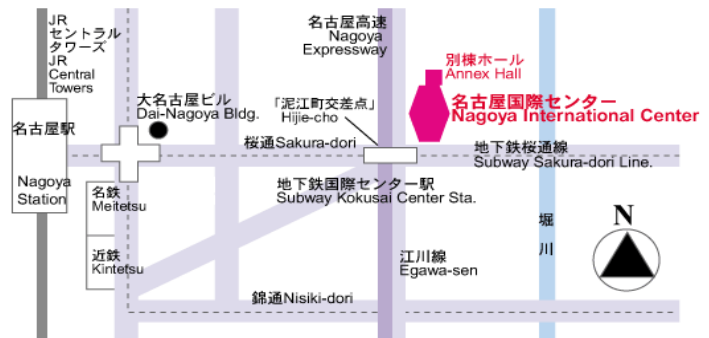 JR
セントラル
タワーズ
JR
Central
Towers
名古屋駅
Nagoya
Station
大名古屋ビル
Dai-Nagoya Bldg.
名鉄
Meitetsu
近鉄
Kintetsu
桜通Sakura-dori
「泥江町交差点」
Hijie-cho
名古屋高速
Nagoya
Expressway
別棟ホール
Annex Hall
名古屋国際センター
Nagoya International Center
地下鉄桜通線
Subway Sakura-dori Line.
地下鉄国際センター駅
Subway Kokusai Center Sta.
江川線
Egawa-sen
堀
川
N
錦通Nisiki-dori